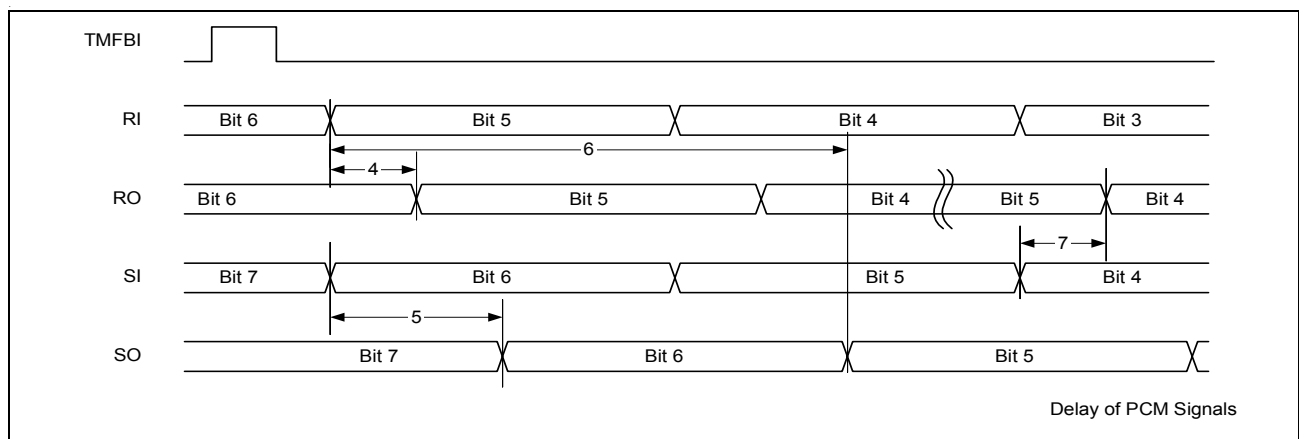 TMFBI
RI Bit 6 Bit 5 Bit 4 Bit 3
6
4
RO Bit 6 Bit 5 Bit 4 Bit 5 Bit 4
7
SI Bit 7 Bit 6 Bit 5 Bit 4
5
SO Bit 7 Bit 6 Bit 5
Delay of PCM Signals